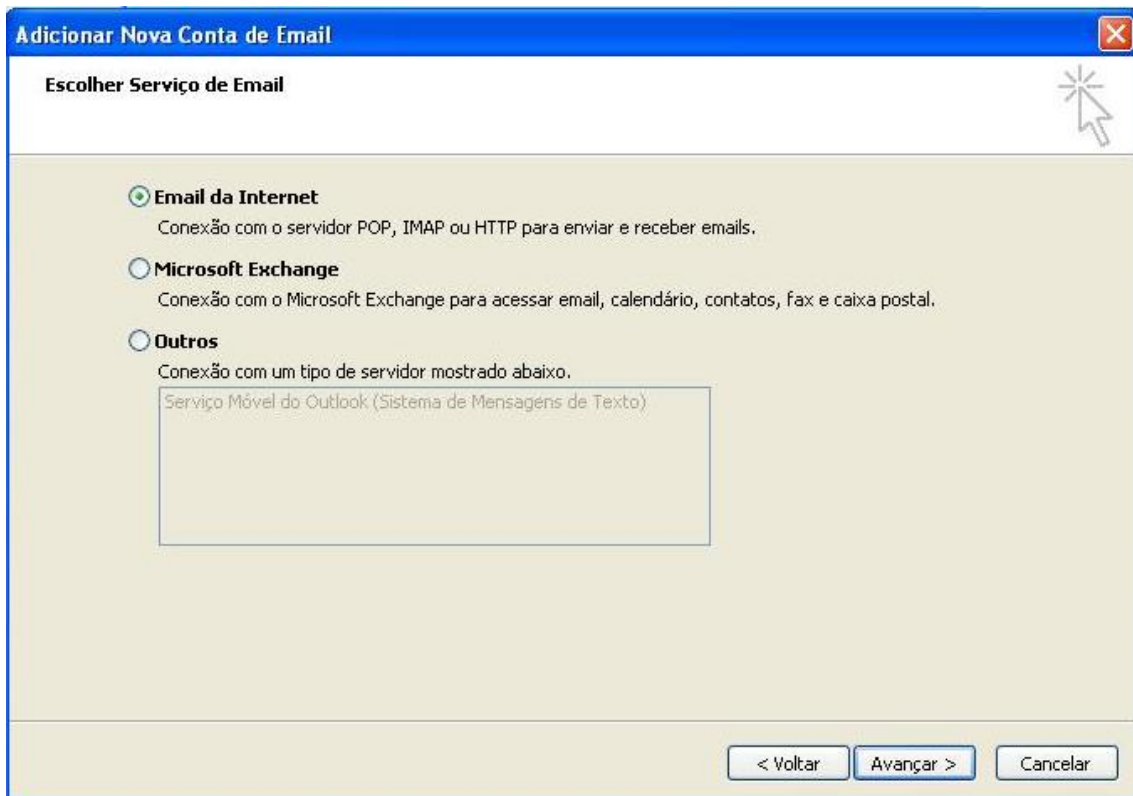 Adicionar Nova Conta de Email
Escolher Serviço de Email
Email da Internet
Conexão com o servidor POP, IMAP ou HTTP para enviar e receber emails.
Microsoft Exchange
Conexão com o Microsoft Exchange para acessar email, calendário, contatos, fax e caixa postal.
Outros
Conexão com um tipo de servidor mostrado abaixo.
Serviço Móvel do Outlook (Sistema de Mensagens de Texto)
< Voltar Avançar > Cancelar